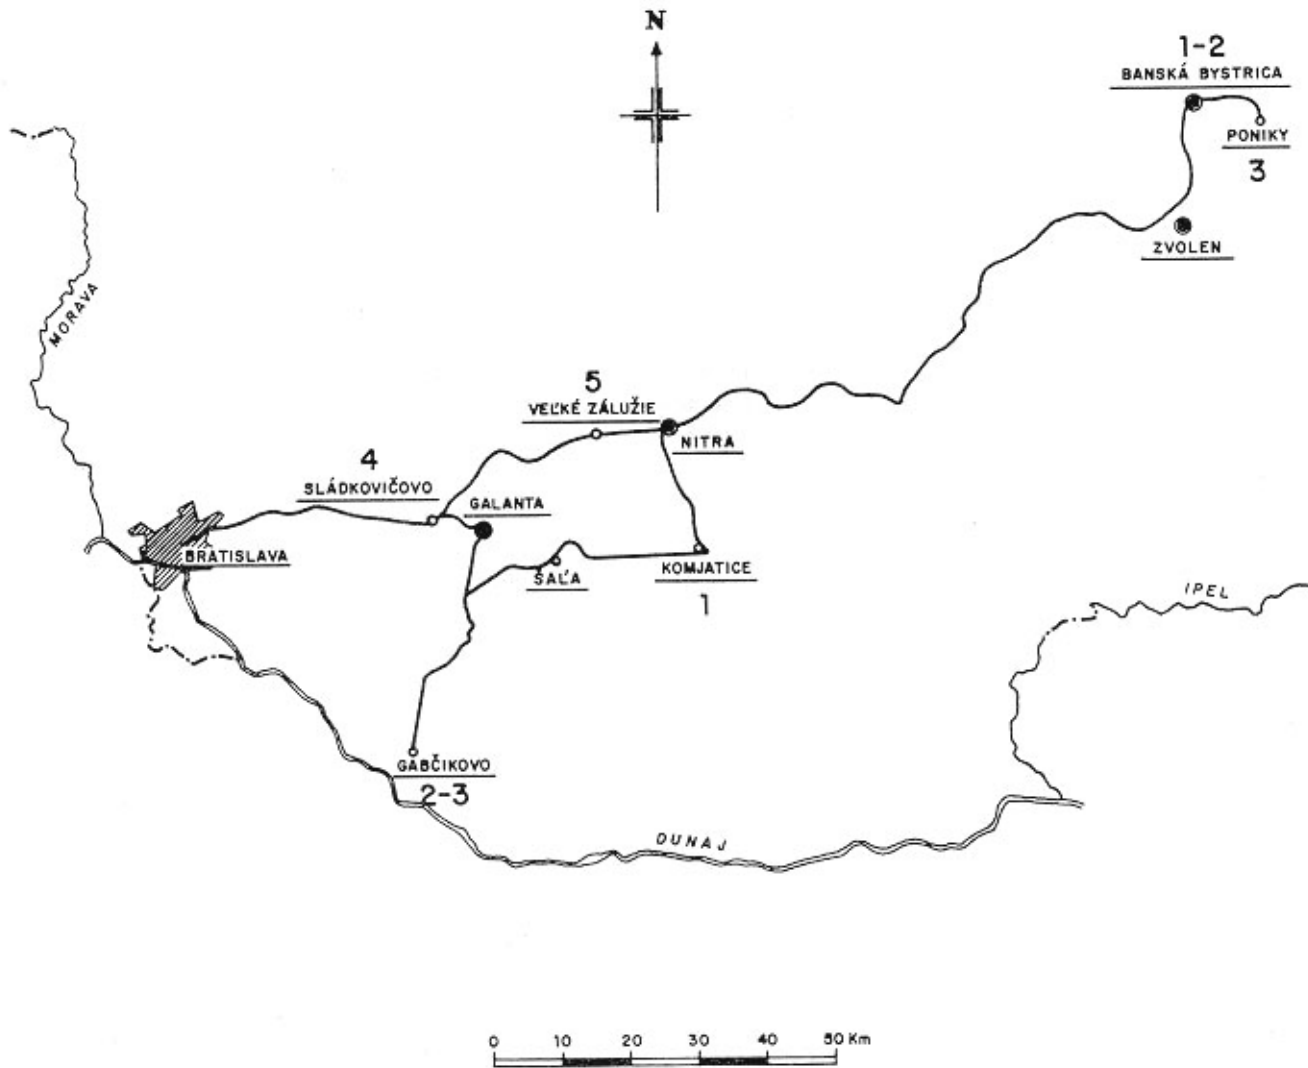 N
1-2
BANSKÁ BYSTRICA
PONIKY
3
ZVOLEN
MORAVA
5
VEĽKÉ ZÁLUŽIE
NITRA
4
SLÁDKOVIČOVO
GALANTA
BRATISLAVA
ŠAĽA
KOMJATICE
1
IPEL
GABČIKOVO
2-3
DUNAJ
0 10 20 30 40 50 Km